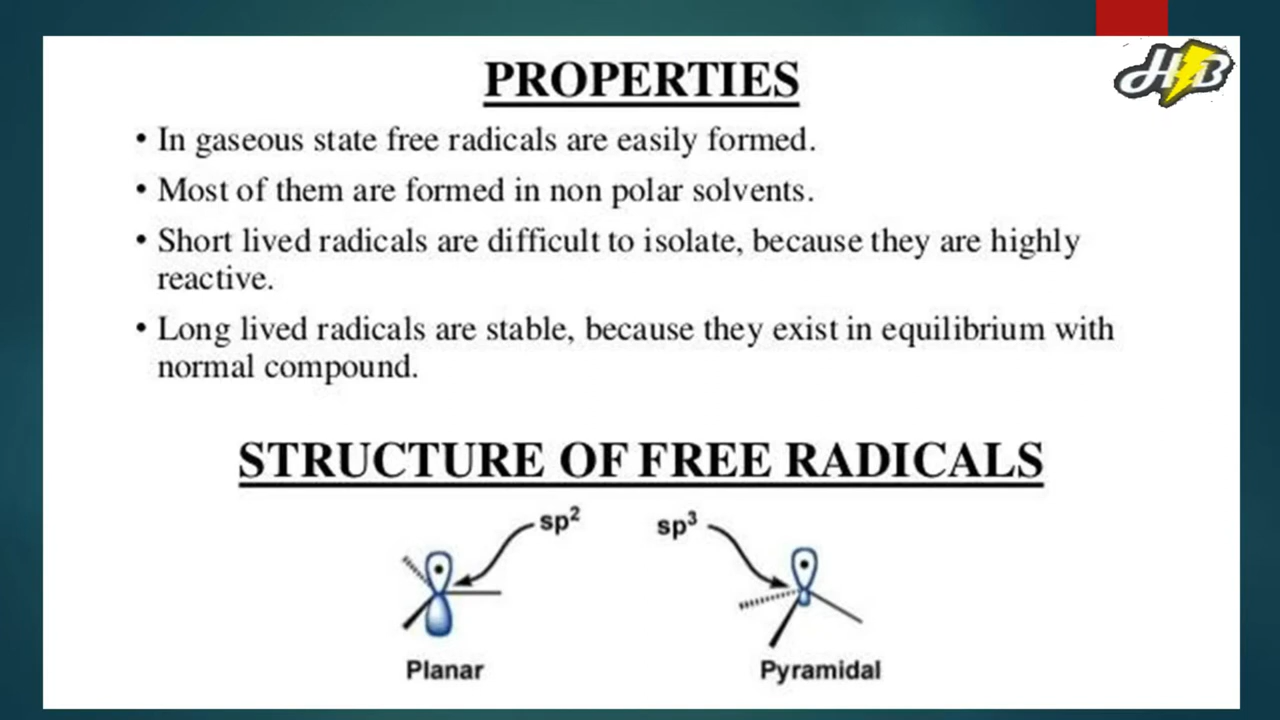 HB
PROPERTIES
• In gaseous state free radicals are easily formed.
• Most of them are formed in non polar solvents.
• Short lived radicals are difficult to isolate, because they are highly
reactive.
• Long lived radicals are stable, because they exist in equilibrium with
normal compound.
STRUCTURE OF FREE RADICALS
sp²
sp³
Planar
Pyramidal